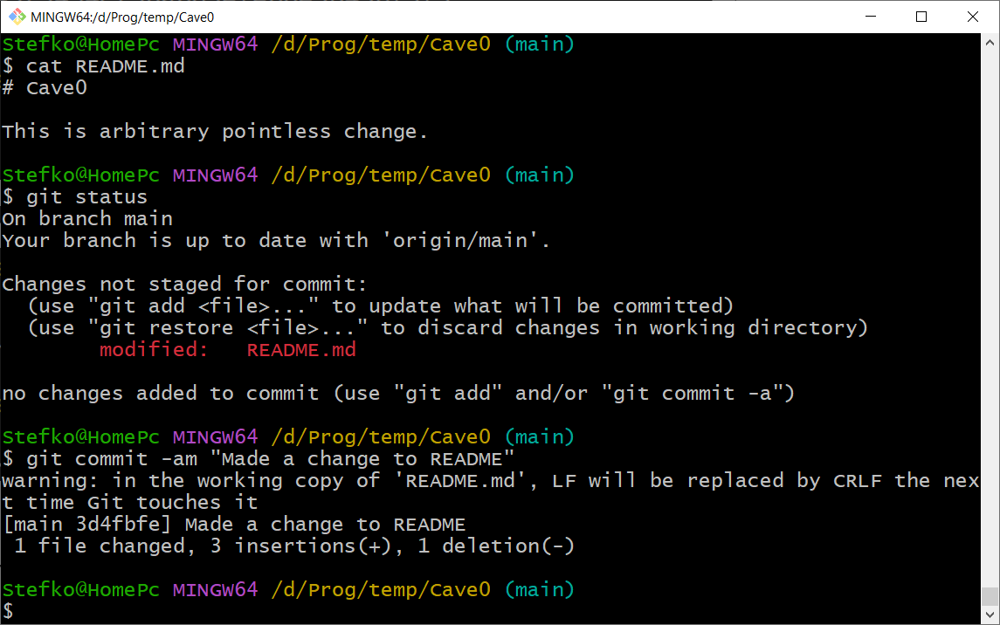 MINGW64:/d/Prog/temp/Cave0
Stefko@HomePc MINGW64 /d/Prog/temp/Cave0 (main)
$ cat README.md
# Cave0
This is arbitrary pointless change.
Stefko@HomePc MINGW64 /d/Prog/temp/Cave0 (main)
$ git status
On branch main
Your branch is up to date with 'origin/main'.
Changes not staged for commit:
  (use "git add <file>..." to update what will be committed)
  (use "git restore <file>..." to discard changes in working directory)
        modified:   README.md
no changes added to commit (use "git add" and/or "git commit -a")
Stefko@HomePc MINGW64 /d/Prog/temp/Cave0 (main)
$ git commit -am "Made a change to README"
warning: in the working copy of 'README.md', LF will be replaced by CRLF the nex
t time Git touches it
[main 3d4fbfe] Made a change to README
 1 file changed, 3 insertions(+), 1 deletion(-)
Stefko@HomePc MINGW64 /d/Prog/temp/Cave0 (main)
$